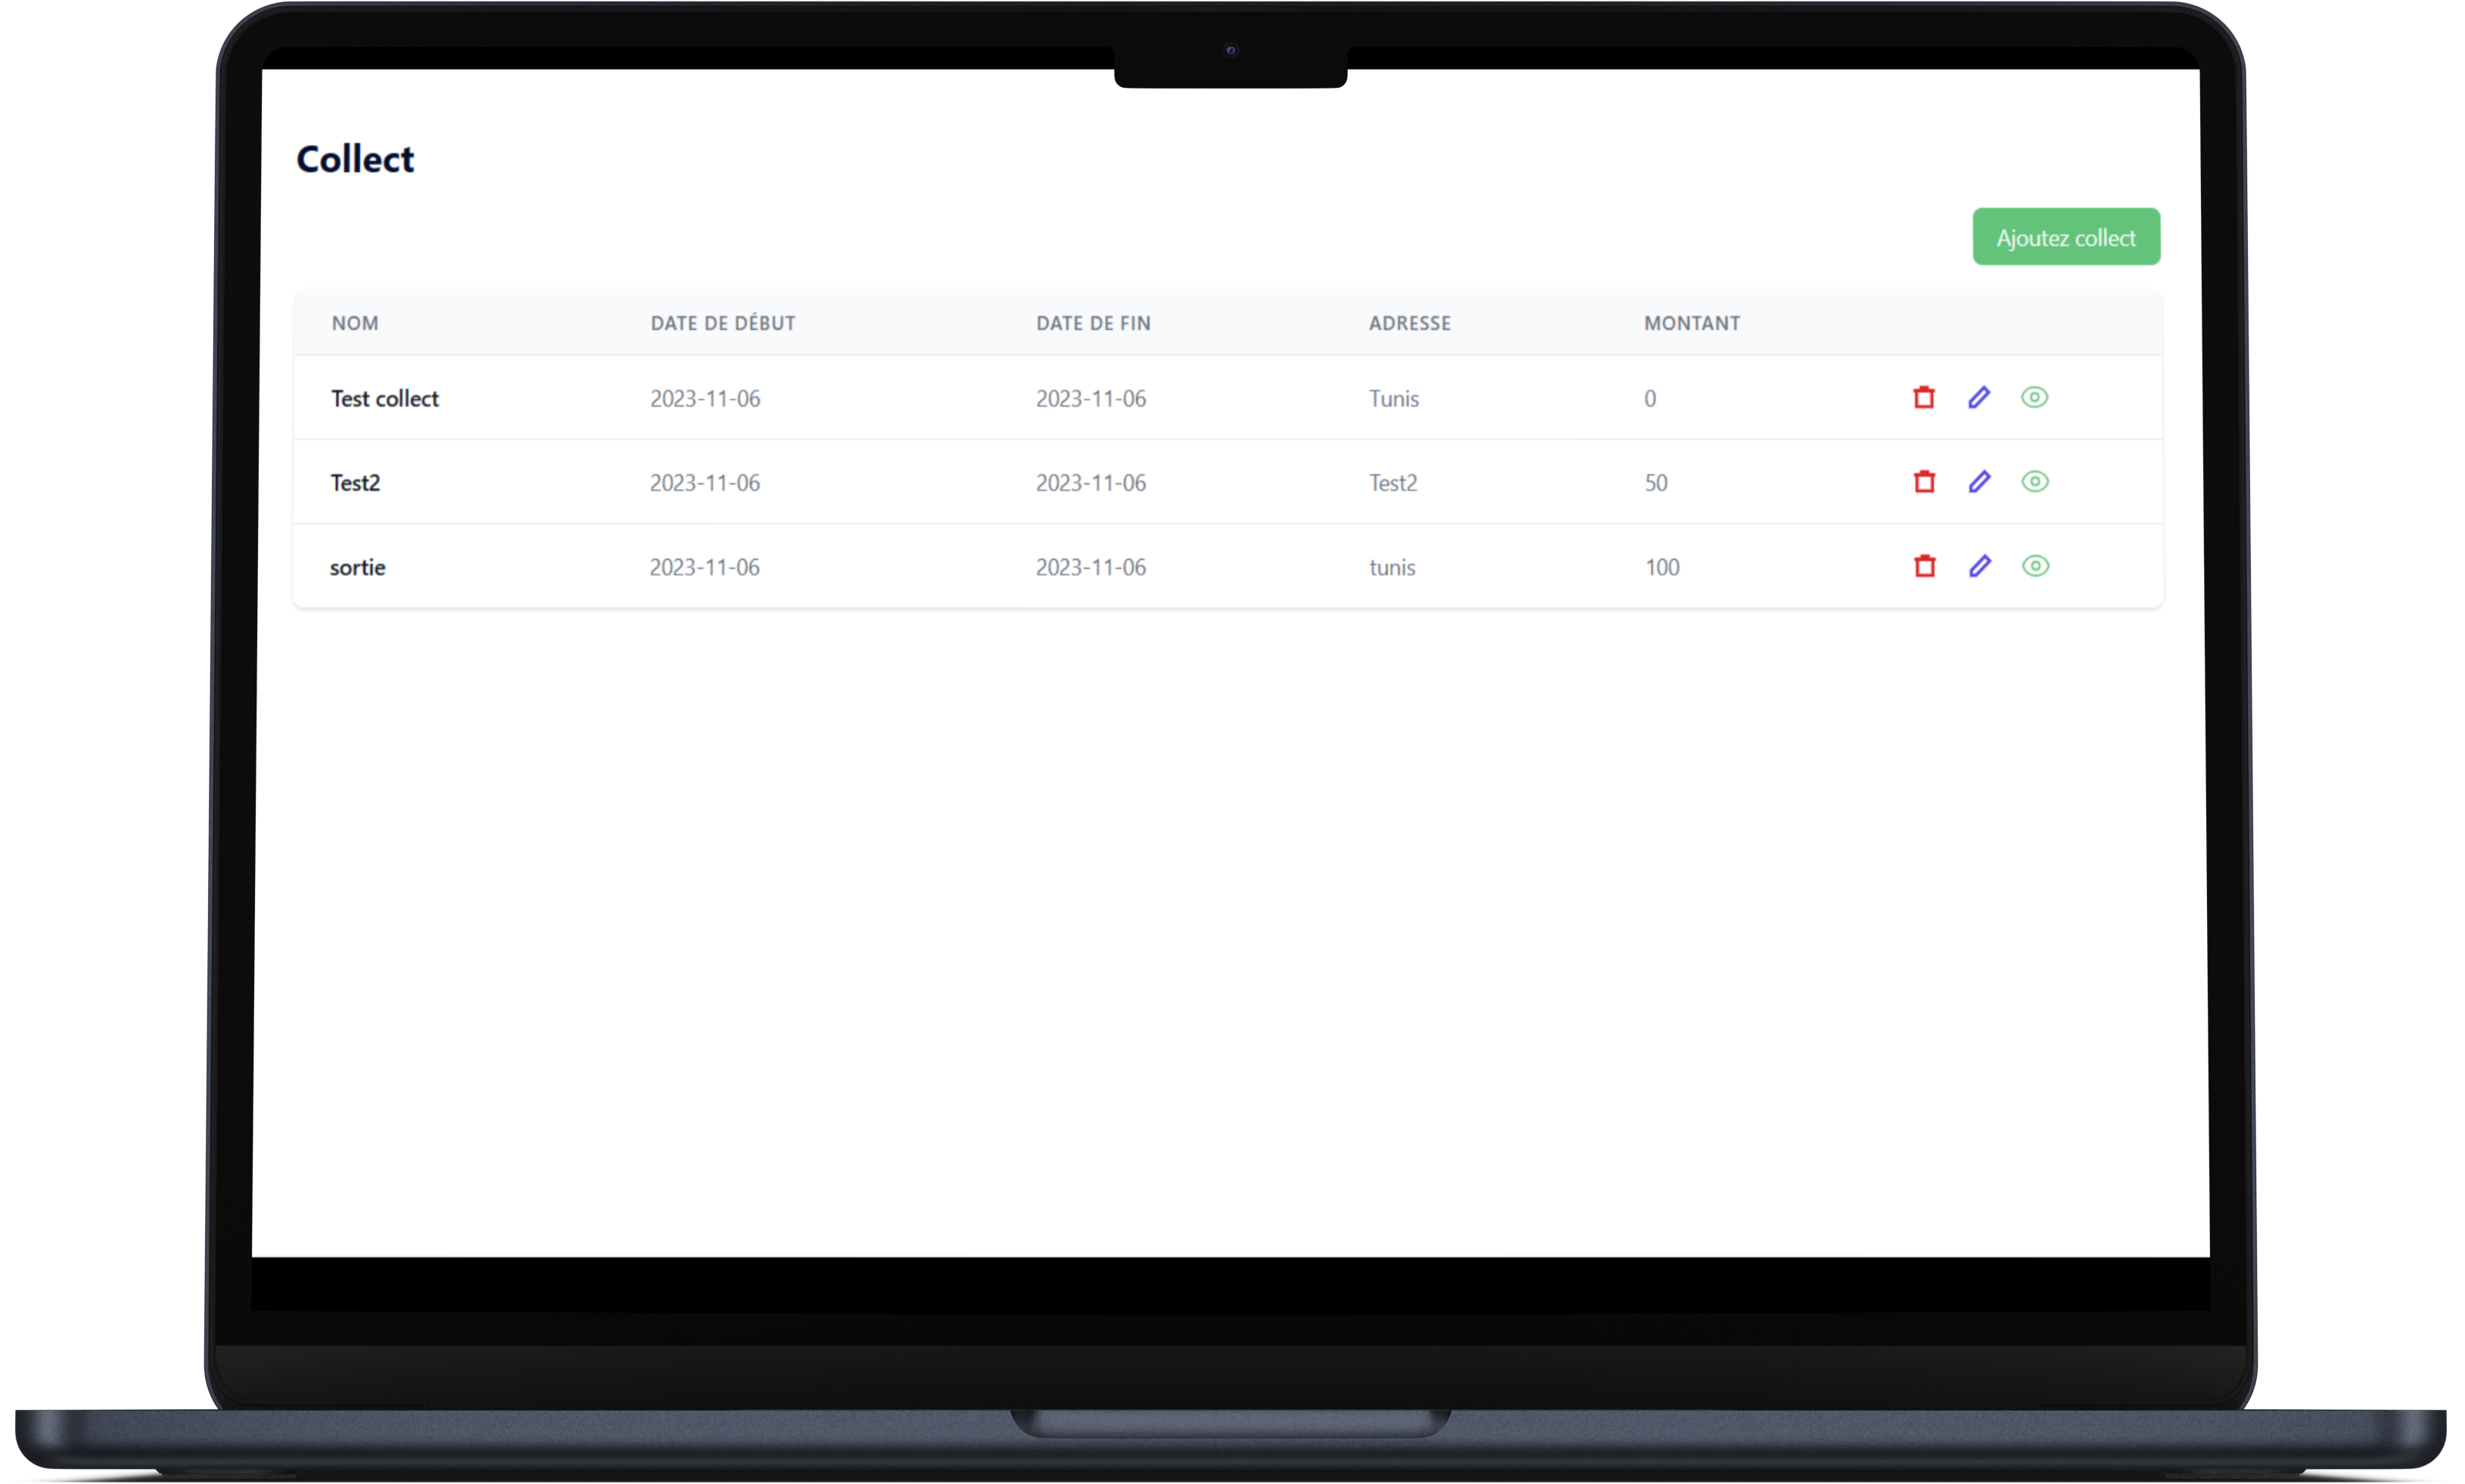 Collect
Ajoutez collect
NOM DATE DE DÉBUT DATE DE FIN ADRESSE MONTANT
Test collect 2023-11-06 2023-11-06 Tunis 0
Test2 2023-11-06 2023-11-06 Test2 50
sortie 2023-11-06 2023-11-06 tunis 100